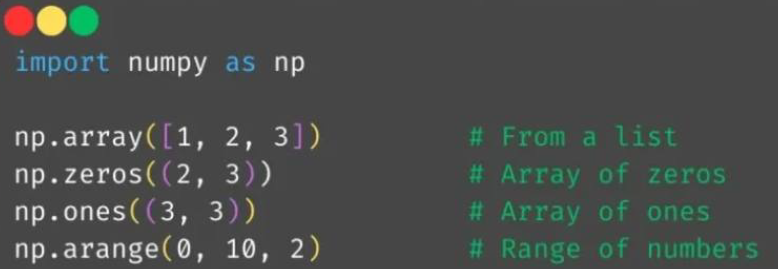 import numpy as np
np.array([1, 2, 3]) # From a list
np.zeros((2, 3)) # Array of zeros
np.ones((3, 3)) # Array of ones
np.arange(0, 10, 2) # Range of numbers